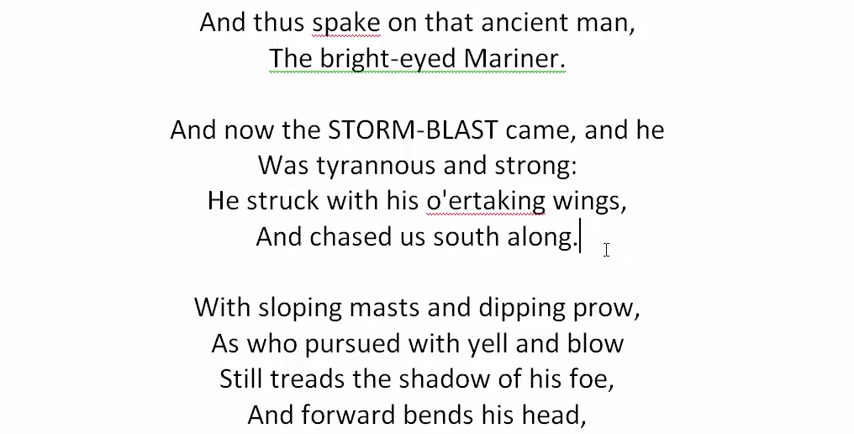 And thus spake on that ancient man,
The bright-eyed Mariner.
And now the STORM-BLAST came, and he
Was tyrannous and strong:
He struck with his o'ertaking wings,
And chased us south along.
With sloping masts and dipping prow,
As who pursued with yell and blow
Still treads the shadow of his foe,
And forward bends his head,